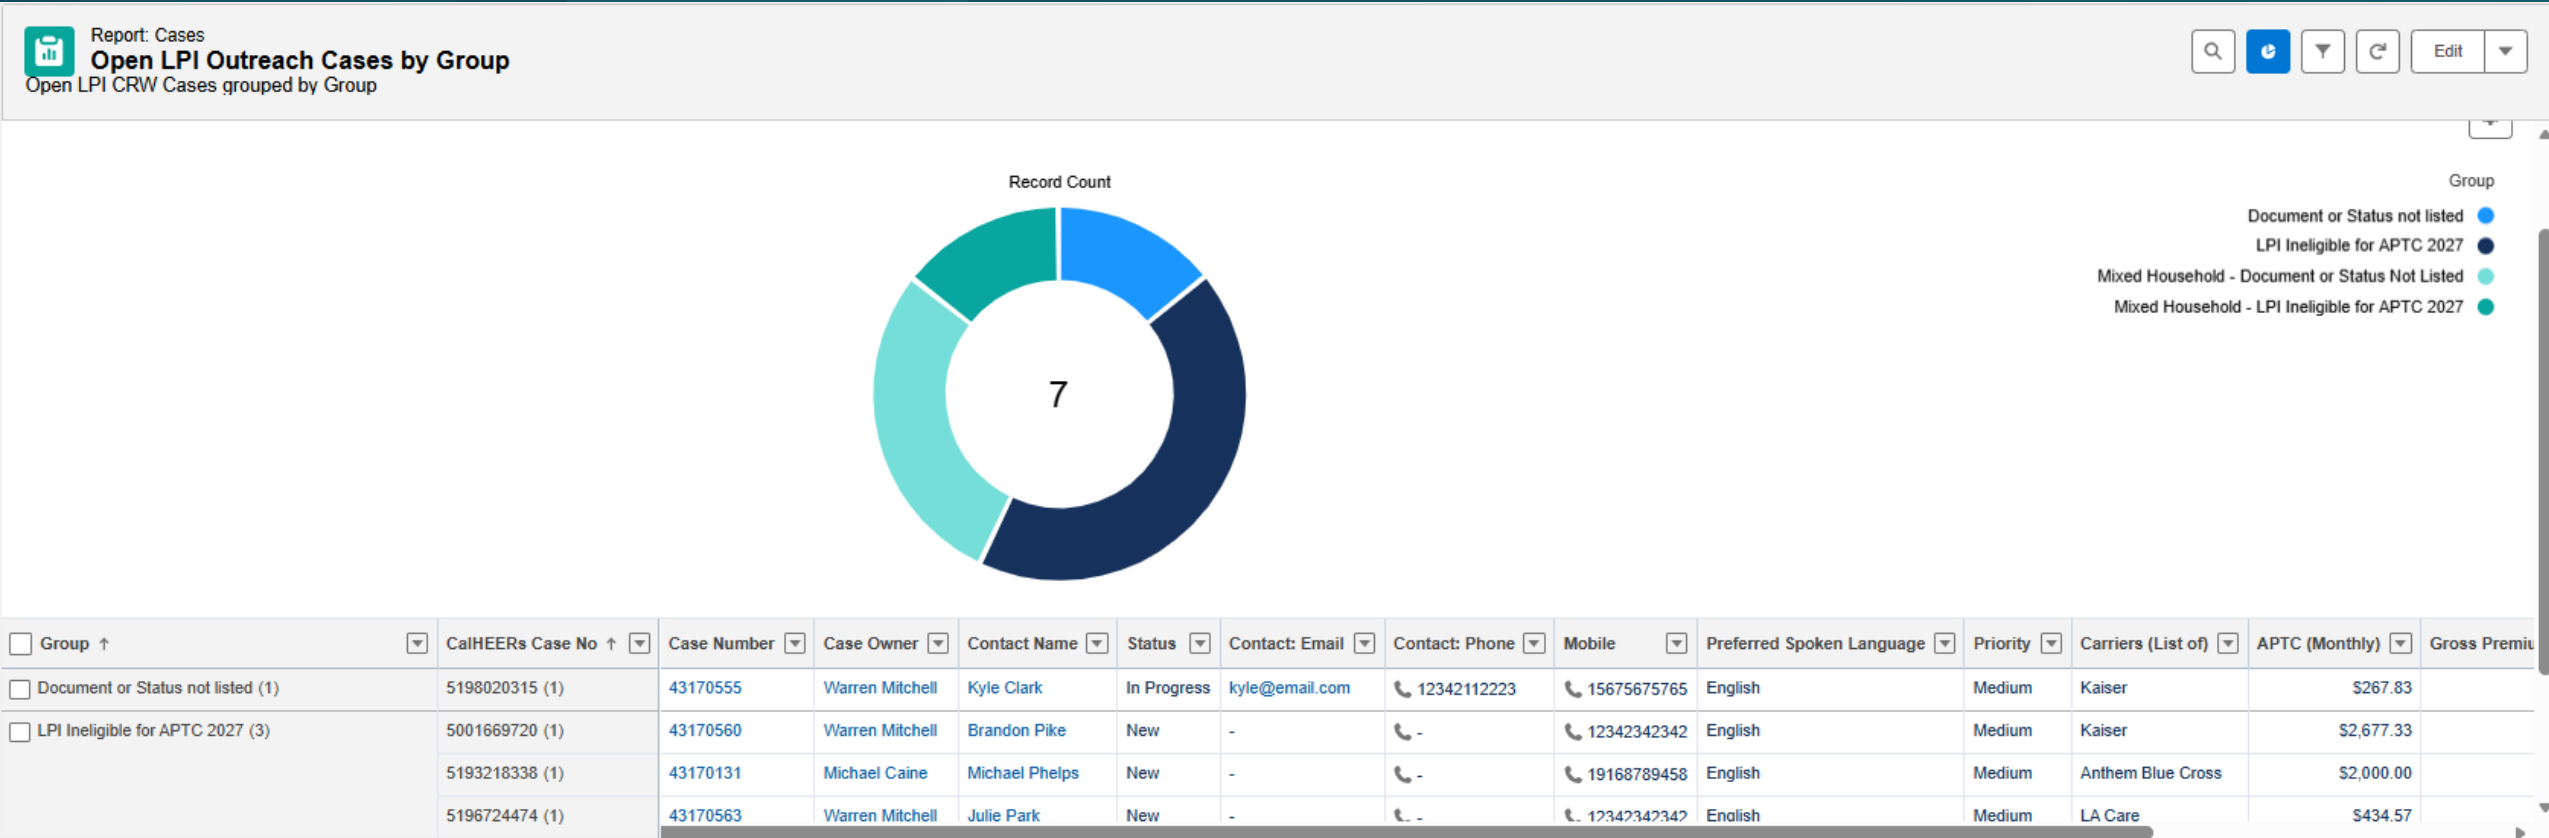 Report: Cases
Open LPI Outreach Cases by Group
Open LPI CRW Cases grouped by Group
Edit
Record Count
7
Group
Document or Status not listed
LPI Ineligible for APTC 2027
Mixed Household - Document or Status Not Listed
Mixed Household - LPI Ineligible for APTC 2027
Group ↑ CalHEERs Case No ↑ Case Number Case Owner Contact Name Status Contact: Email Contact: Phone Mobile Preferred Spoken Language Priority Carriers (List of) APTC (Monthly) Gross Premiu
Document or Status not listed (1) 5198020315 (1) 43170555 Warren Mitchell Kyle Clark In Progress kyle@email.com 12342112223 15675675765 English Medium Kaiser $267.83
LPI Ineligible for APTC 2027 (3) 5001669720 (1) 43170560 Warren Mitchell Brandon Pike New - - 12342342342 English Medium Kaiser $2,677.33
5193218338 (1) 43170131 Michael Caine Michael Phelps New - - 19168789458 English Medium Anthem Blue Cross $2,000.00
5196724474 (1) 43170563 Warren Mitchell Julie Park New - - 12342342342 English Medium LA Care $434.57